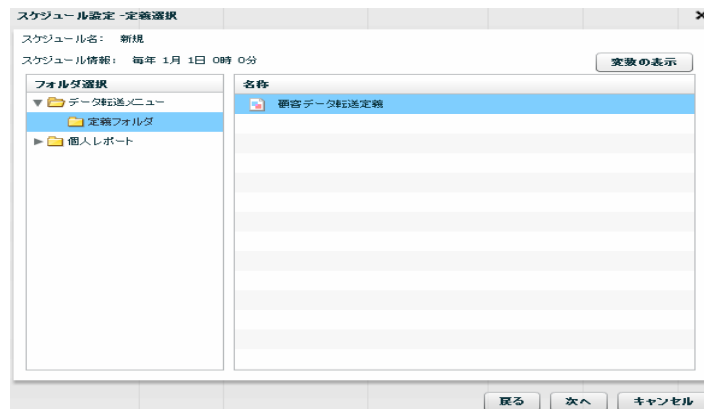 スケジュール設定 -定義選択
スケジュール名： 新規
スケジュール情報： 毎年 1月 1日 0時 0分
変数の表示
フォルダ選択
名称
データ転送メニュー
顧客データ転送定義
定義フォルダ
個人レポート
戻る
次へ
キャンセル